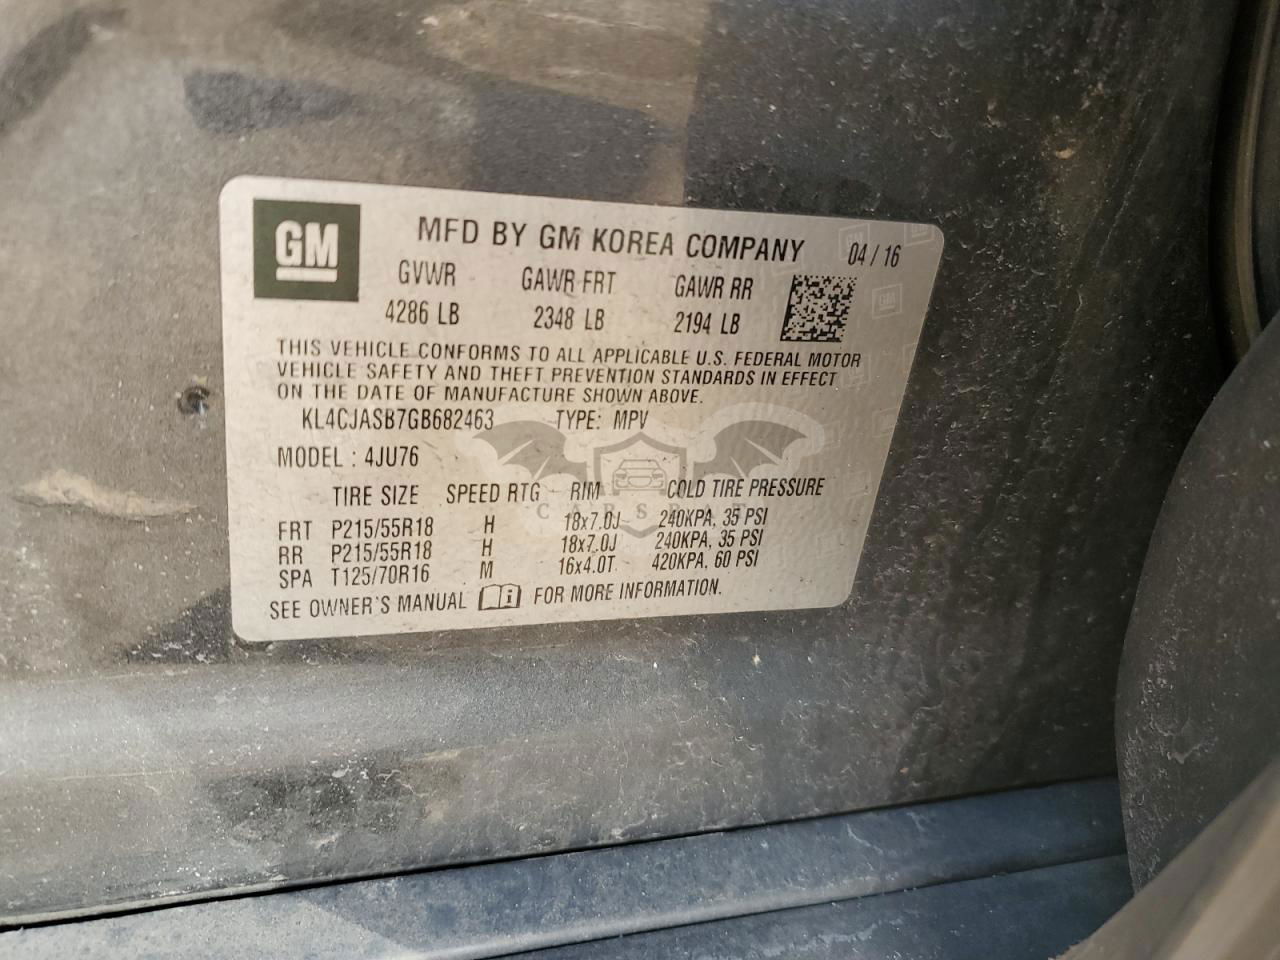 GM
MFD BY GM KOREA COMPANY 04 / 16
GVWR GAWR FRT GAWR RR
4286 LB 2348 LB 2194 LB
THIS VEHICLE CONFORMS TO ALL APPLICABLE U.S. FEDERAL MOTOR
VEHICLE SAFETY AND THEFT PREVENTION STANDARDS IN EFFECT
ON THE DATE OF MANUFACTURE SHOWN ABOVE.
KL4CJASB7GB682463 TYPE: MPV
MODEL : 4JU76
TIRE SIZE SPEED RTG RIM COLD TIRE PRESSURE
FRT P215/55R18 H 18x7.0J 240KPA, 35 PSI
RR P215/55R18 H 18x7.0J 240KPA, 35 PSI
SPA T125/70R16 M 16x4.0T 420KPA, 60 PSI
SEE OWNER'S MANUAL i FOR MORE INFORMATION.